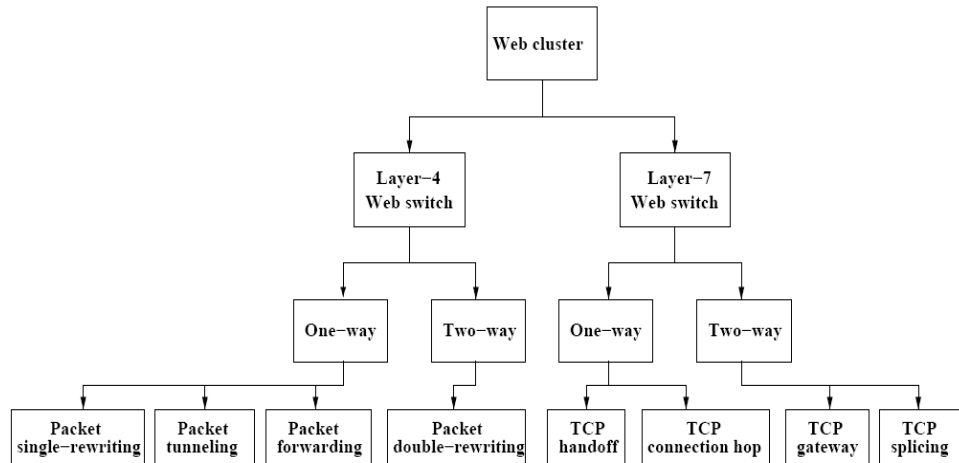 Web cluster
Layer−4
Web switch
Layer−7
Web switch
One−way
Two−way
One−way
Two−way
Packet
single−rewriting
Packet
tunneling
Packet
forwarding
Packet
double−rewriting
TCP
handoff
TCP
connection hop
TCP
gateway
TCP
splicing